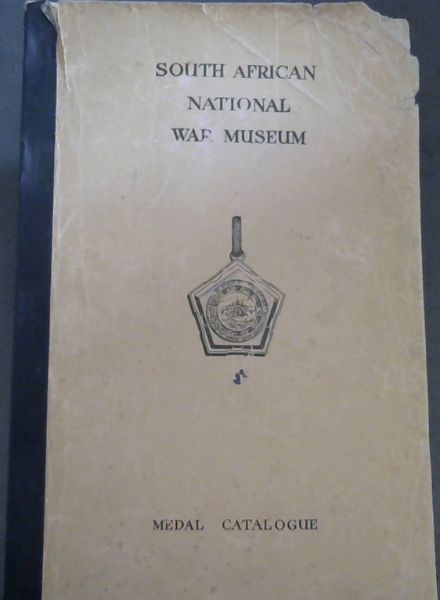 SOUTH AFRICAN
NATIONAL
WAR MUSEUM
MEDAL CATALOGUE